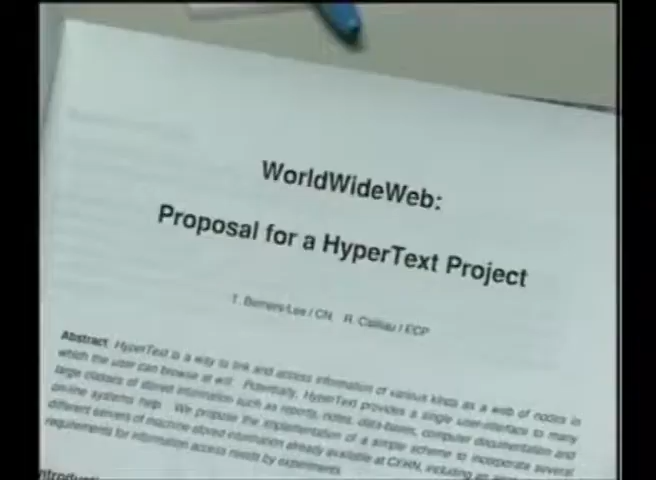 WorldWideWeb:
Proposal for a HyperText Project
T. Berners-Lee / CN, R. Cailliau / ECP
Abstract: HyperText is a way to link and access information of various kinds as a web of nodes in
which the user can browse at will. Potentially, HyperText provides a single user-interface to many
large classes of stored information such as reports, notes, data-bases, computer documentation and
on-line systems help. We propose the implementation of a simple scheme to incorporate several
different servers of machine stored information already available at CERN, including an
requirements for information access needs by experiments.